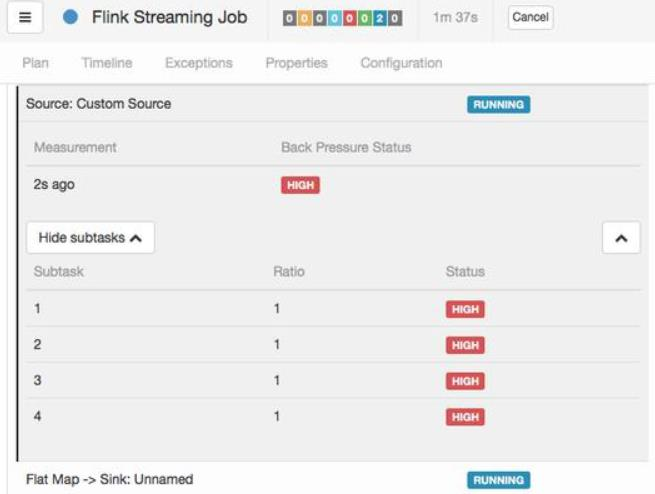 Flink Streaming Job 0 0 0 0 0 0 2 0 1m 37s Cancel
Plan Timeline Exceptions Properties Configuration
Source: Custom Source RUNNING
Measurement Back Pressure Status
2s ago HIGH
Hide subtasks
Subtask Ratio Status
1 1 HIGH
2 1 HIGH
3 1 HIGH
4 1 HIGH
Flat Map -> Sink: Unnamed RUNNING